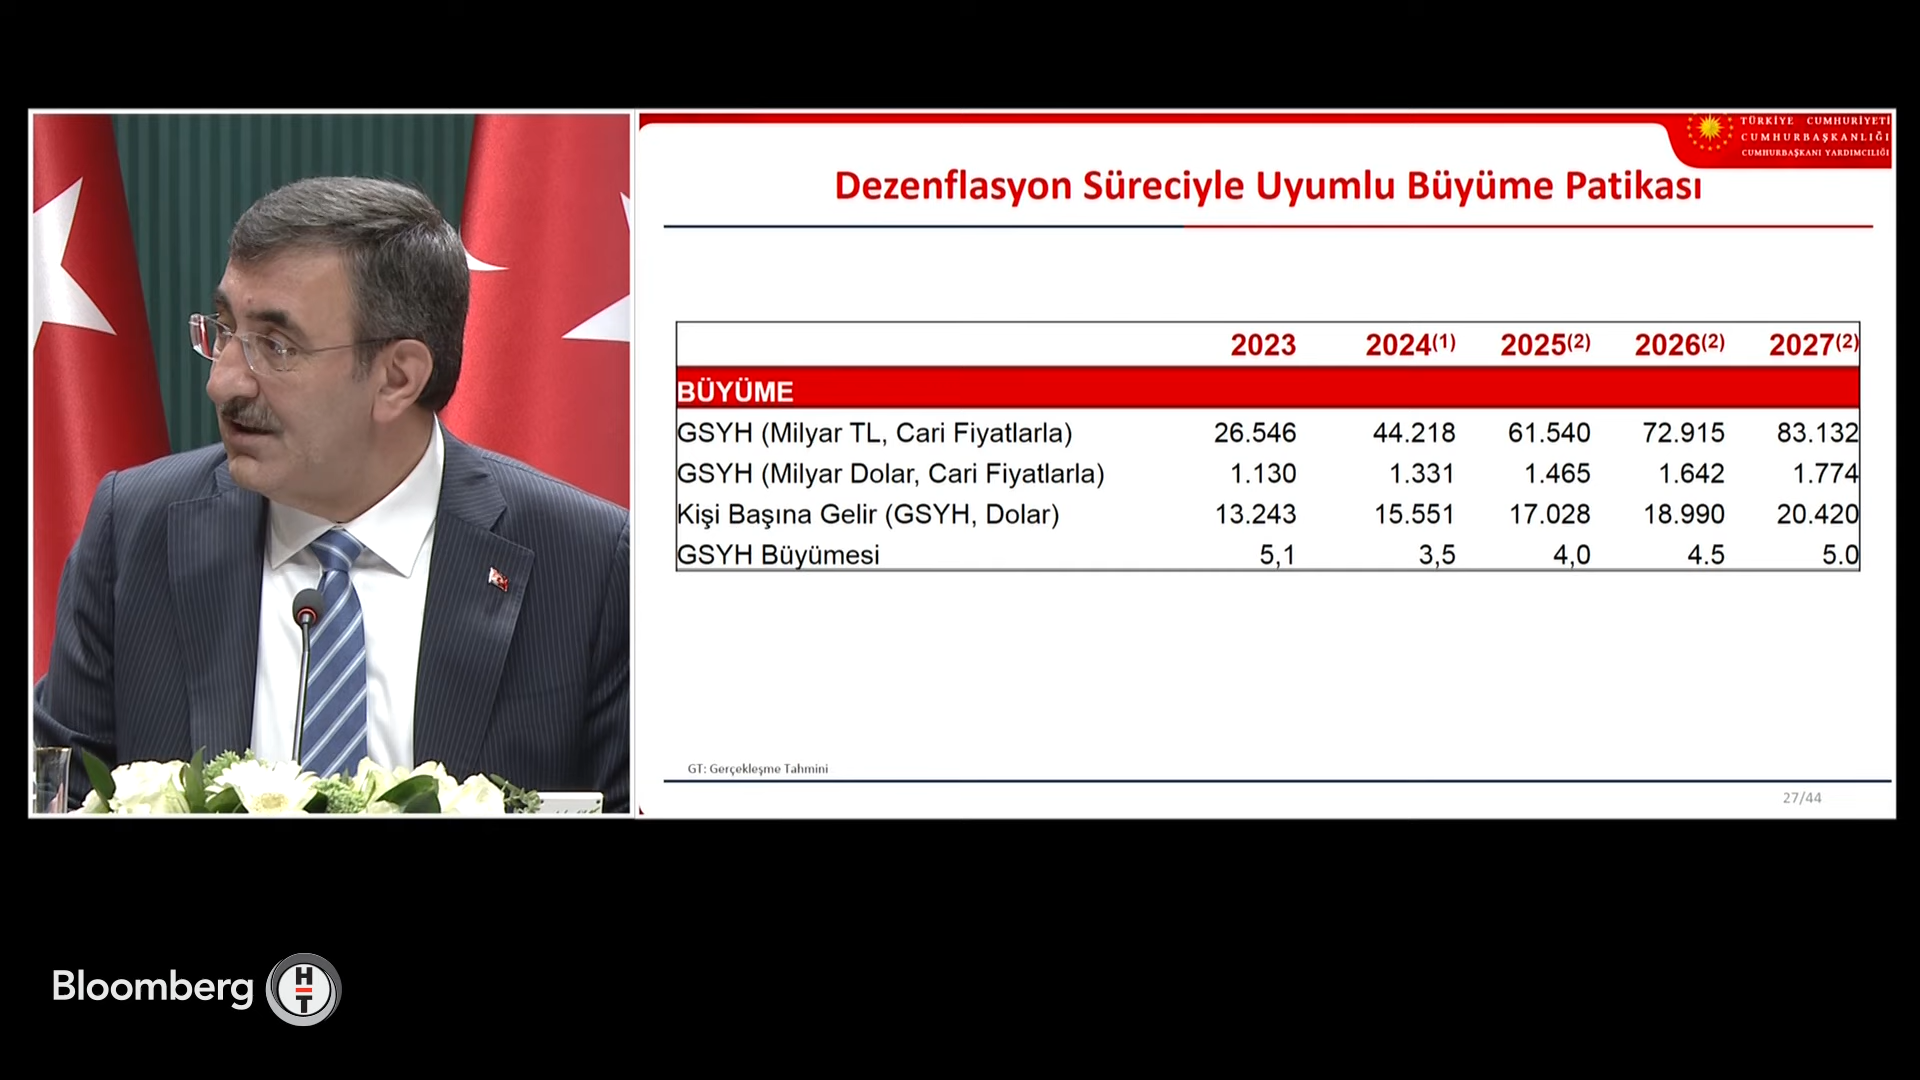 TÜRKİYE CUMHURİYETİ
CUMHURBAŞKANLIĞI
CUMHURBAŞKANI YARDIMCILIĞI
Dezenflasyon Süreciyle Uyumlu Büyüme Patikası
2023 2024(1) 2025(2) 2026(2) 2027(2)
BÜYÜME
GSYH (Milyar TL, Cari Fiyatlarla) 26.546 44.218 61.540 72.915 83.132
GSYH (Milyar Dolar, Cari Fiyatlarla) 1.130 1.331 1.465 1.642 1.774
Kişi Başına Gelir (GSYH, Dolar) 13.243 15.551 17.028 18.990 20.420
GSYH Büyümesi 5,1 3,5 4,0 4.5 5.0
GT: Gerçekleşme Tahmini
27/44
Bloomberg HT